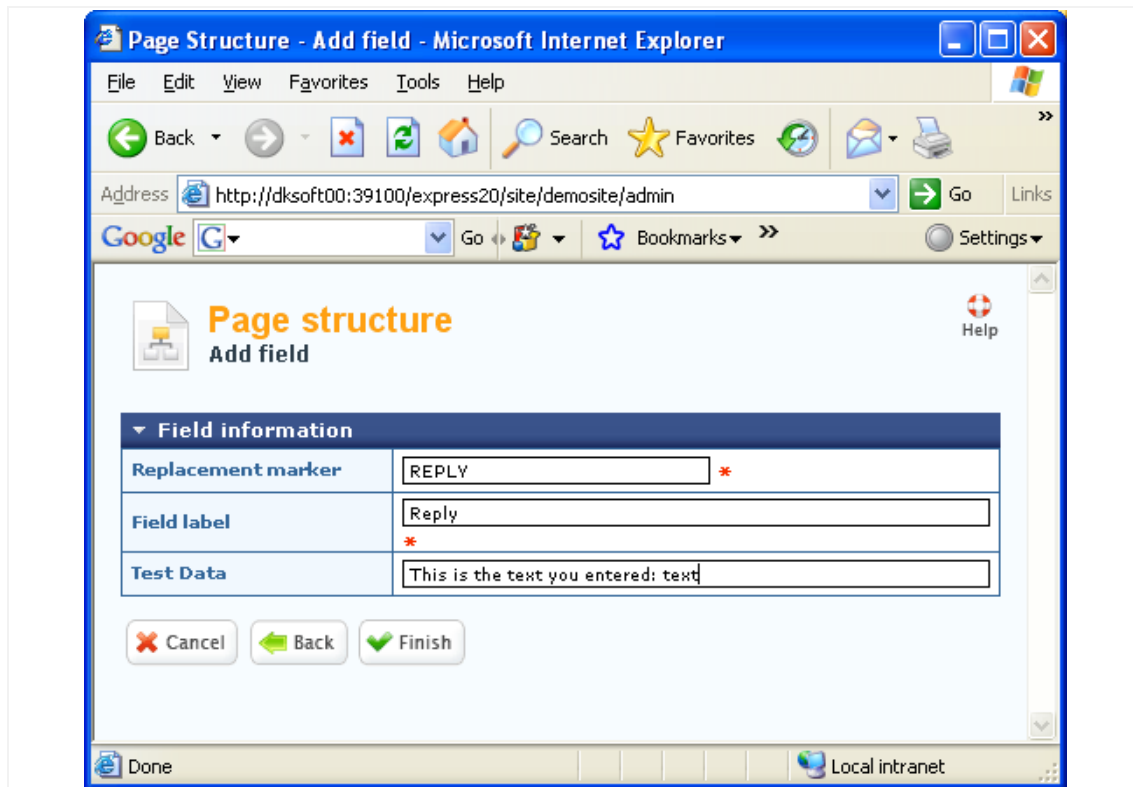 Page Structure - Add field - Microsoft Internet Explorer
File Edit View Favorites Tools Help
Back Search Favorites »
Address http://dksoft00:39100/express20/site/demosite/admin Go Links
Google G Go Bookmarks » Settings
Page structure
Help
Add field
Field information
Replacement marker REPLY *
Field label Reply
*
Test Data This is the text you entered: text
Cancel Back Finish
Done Local intranet